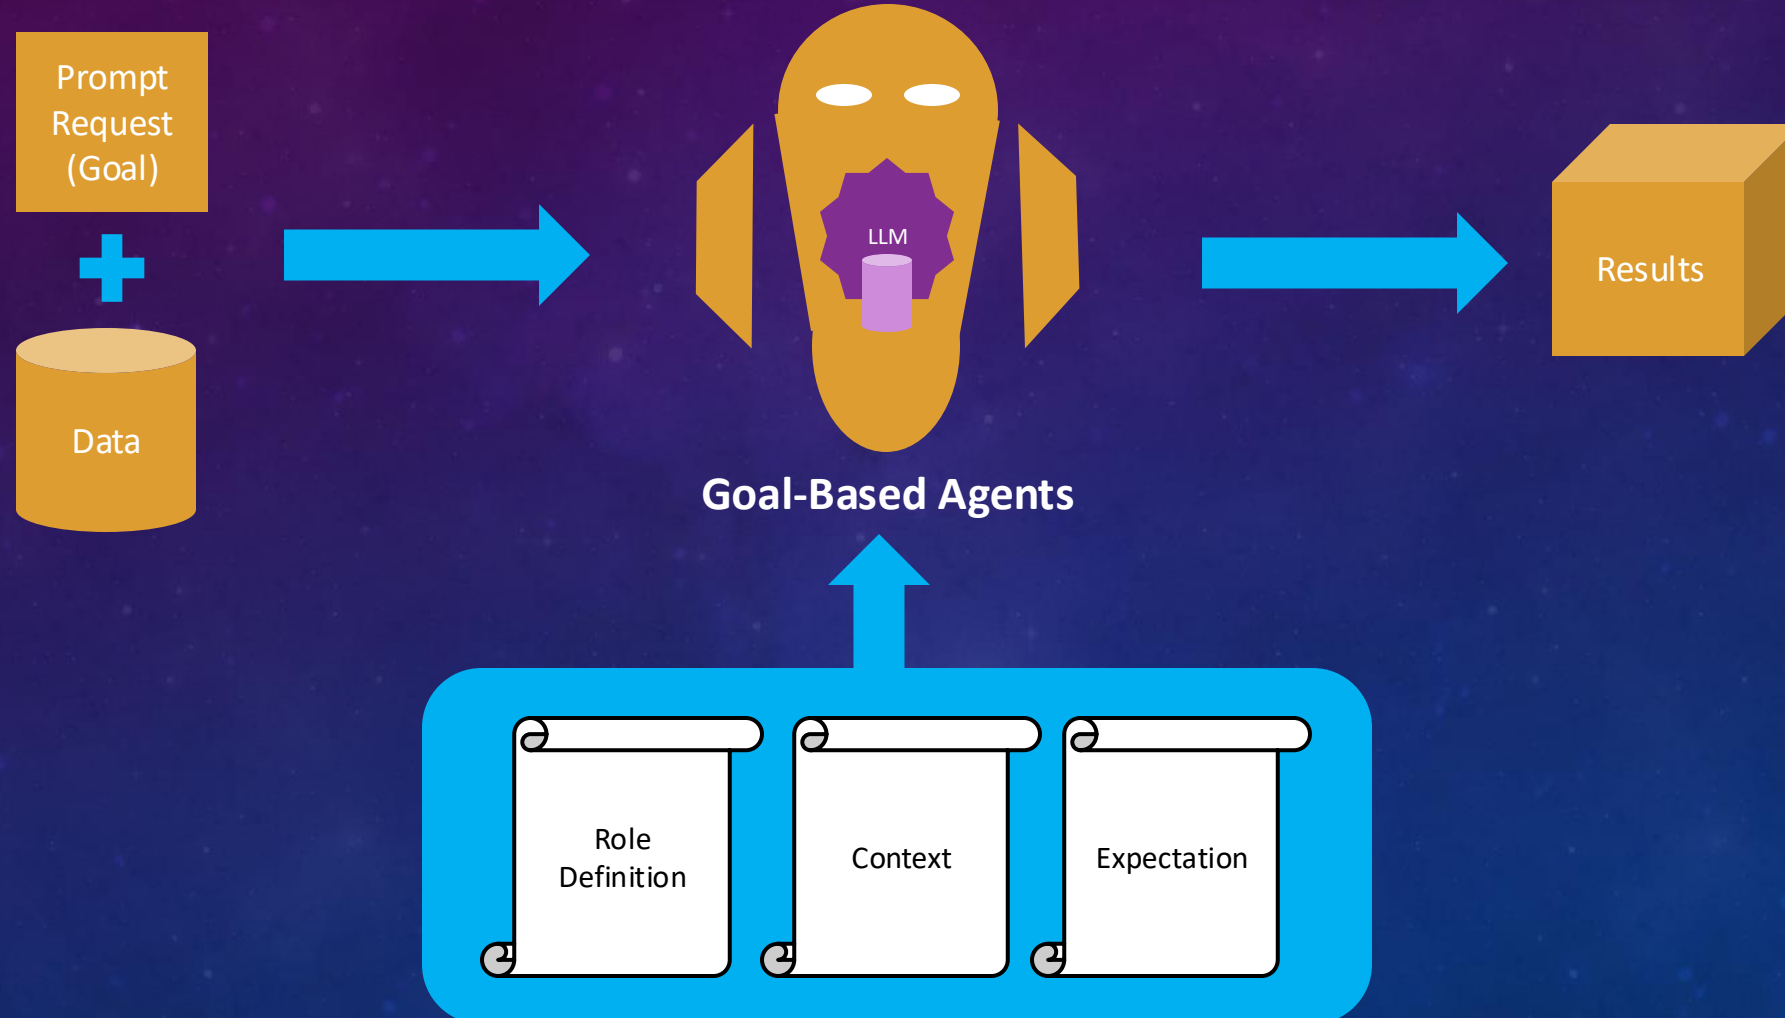 Prompt
Request
(Goal)
Data
LLM
Goal-Based Agents
Results
Role
Definition
Context
Expectation